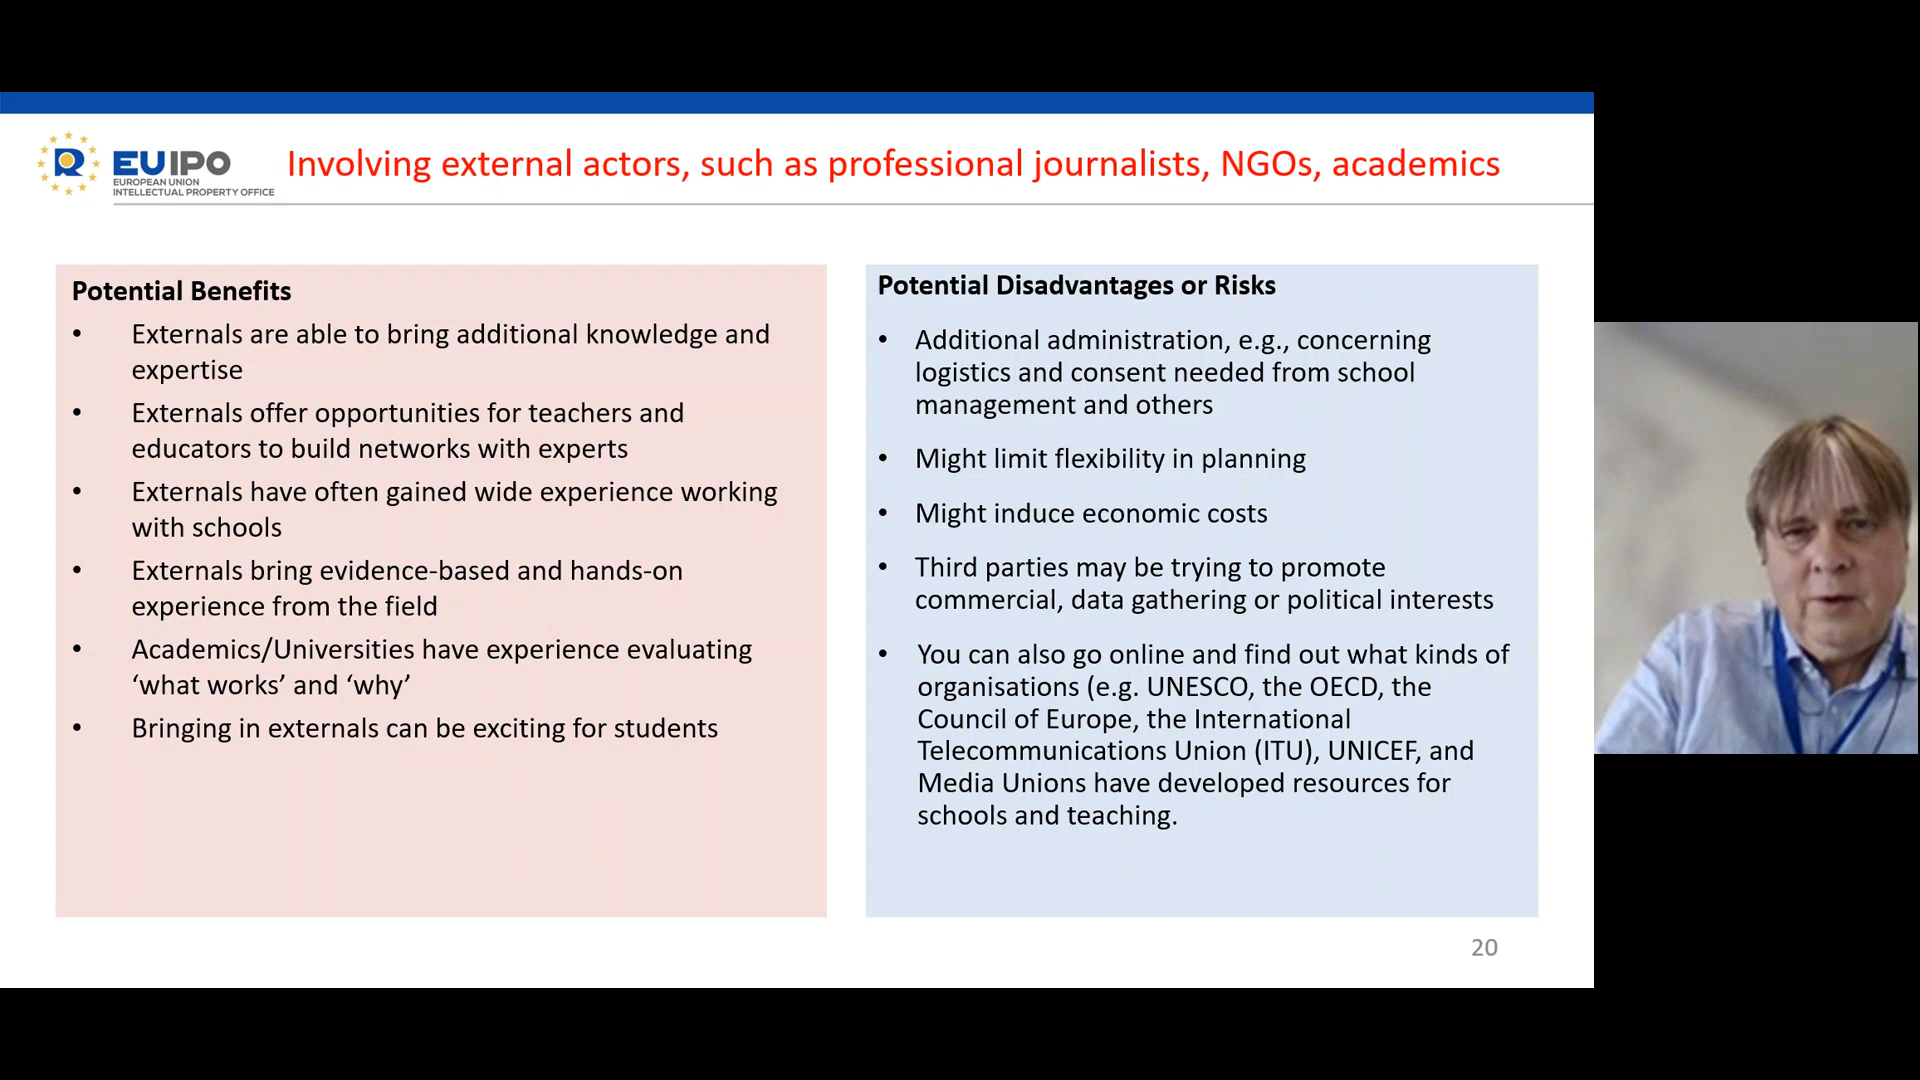 EUIPO
EUROPEAN UNION
INTELLECTUAL PROPERTY OFFICE
Involving external actors, such as professional journalists, NGOs, academics
Potential Benefits
• Externals are able to bring additional knowledge and
expertise
• Externals offer opportunities for teachers and
educators to build networks with experts
• Externals have often gained wide experience working
with schools
• Externals bring evidence-based and hands-on
experience from the field
• Academics/Universities have experience evaluating
‘what works’ and ‘why’
• Bringing in externals can be exciting for students
Potential Disadvantages or Risks
• Additional administration, e.g., concerning
logistics and consent needed from school
management and others
• Might limit flexibility in planning
• Might induce economic costs
• Third parties may be trying to promote
commercial, data gathering or political interests
• You can also go online and find out what kinds of
organisations (e.g. UNESCO, the OECD, the
Council of Europe, the International
Telecommunications Union (ITU), UNICEF, and
Media Unions have developed resources for
schools and teaching.
20